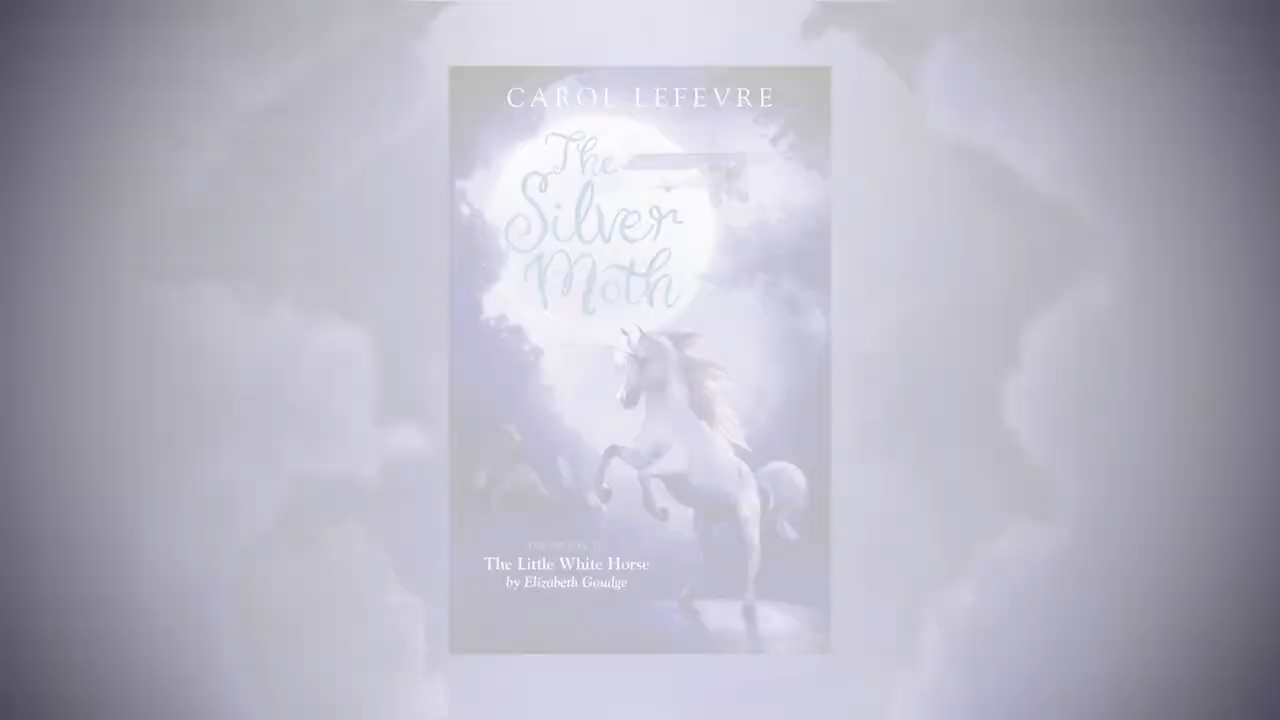 CAROL LEFEVRE
The
Silver
Moth
The Little White Horse
by Elizabeth Goudge